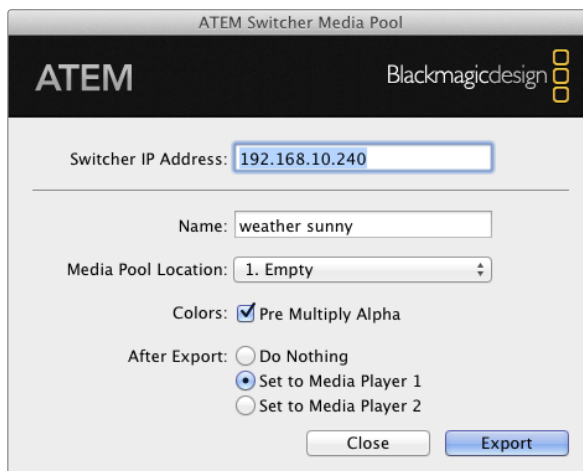 ATEM Switcher Media Pool
ATEM
Blackmagicdesign
Switcher IP Address: 192.168.10.240
Name: weather sunny
Media Pool Location: 1. Empty
Colors: Pre Multiply Alpha
After Export: Do Nothing
Set to Media Player 1
Set to Media Player 2
Close Export